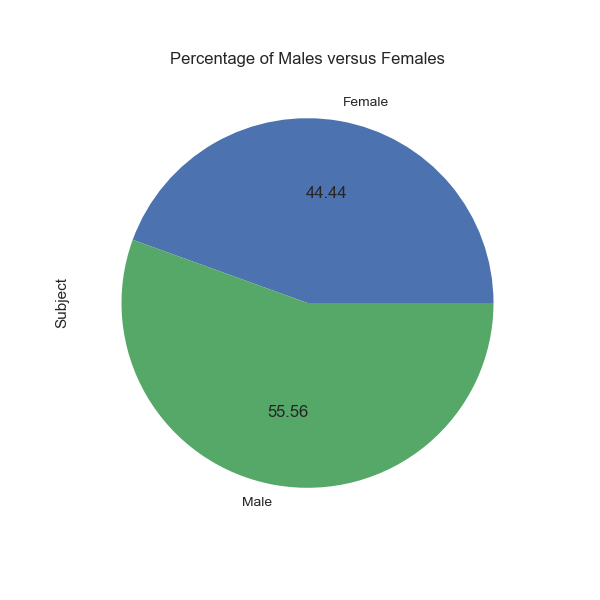 Percentage of Males versus Females
Female
44.44
Subject
55.56
Male